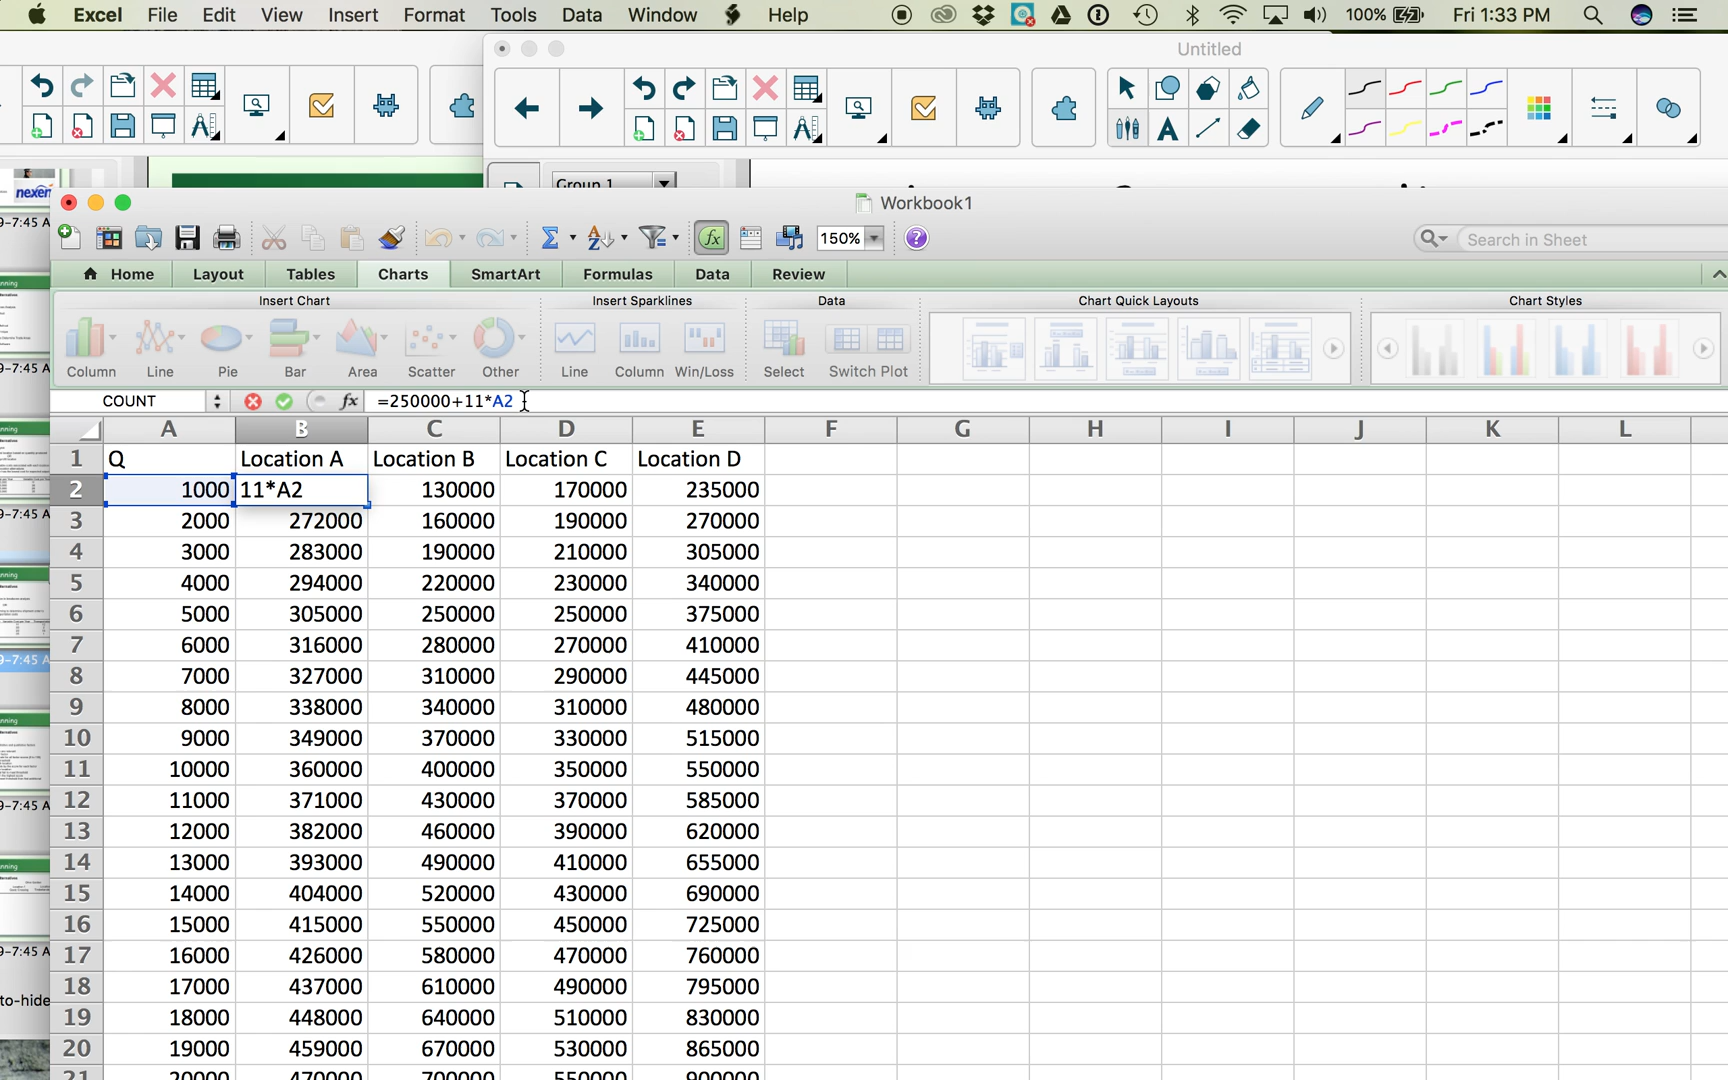 Excel File Edit View Insert Format Tools Data Window Help 100% Fri 1:33 PM
Untitled
Group 1
nexen
Workbook1
150%
Search in Sheet
Home Layout Tables Charts SmartArt Formulas Data Review
Insert Chart Insert Sparklines Data Chart Quick Layouts Chart Styles
Column Line Pie Bar Area Scatter Other Line Column Win/Loss Select Switch Plot
COUNT fx =250000+11*A2
A B C D E F G H I J K L
1 Q Location A Location B Location C Location D
2 1000 11*A2 130000 170000 235000
3 2000 272000 160000 190000 270000
4 3000 283000 190000 210000 305000
5 4000 294000 220000 230000 340000
6 5000 305000 250000 250000 375000
7 6000 316000 280000 270000 410000
8 7000 327000 310000 290000 445000
9 8000 338000 340000 310000 480000
10 9000 349000 370000 330000 515000
11 10000 360000 400000 350000 550000
12 11000 371000 430000 370000 585000
13 12000 382000 460000 390000 620000
14 13000 393000 490000 410000 655000
15 14000 404000 520000 430000 690000
16 15000 415000 550000 450000 725000
17 16000 426000 580000 470000 760000
18 17000 437000 610000 490000 795000
19 18000 448000 640000 510000 830000
20 19000 459000 670000 530000 865000
21 20000 470000 700000 550000 900000
9-7:45 A
9-7:45 A
9-7:45 A
9-7:45 A
9-7:45 A
9-7:45 A
to-hide